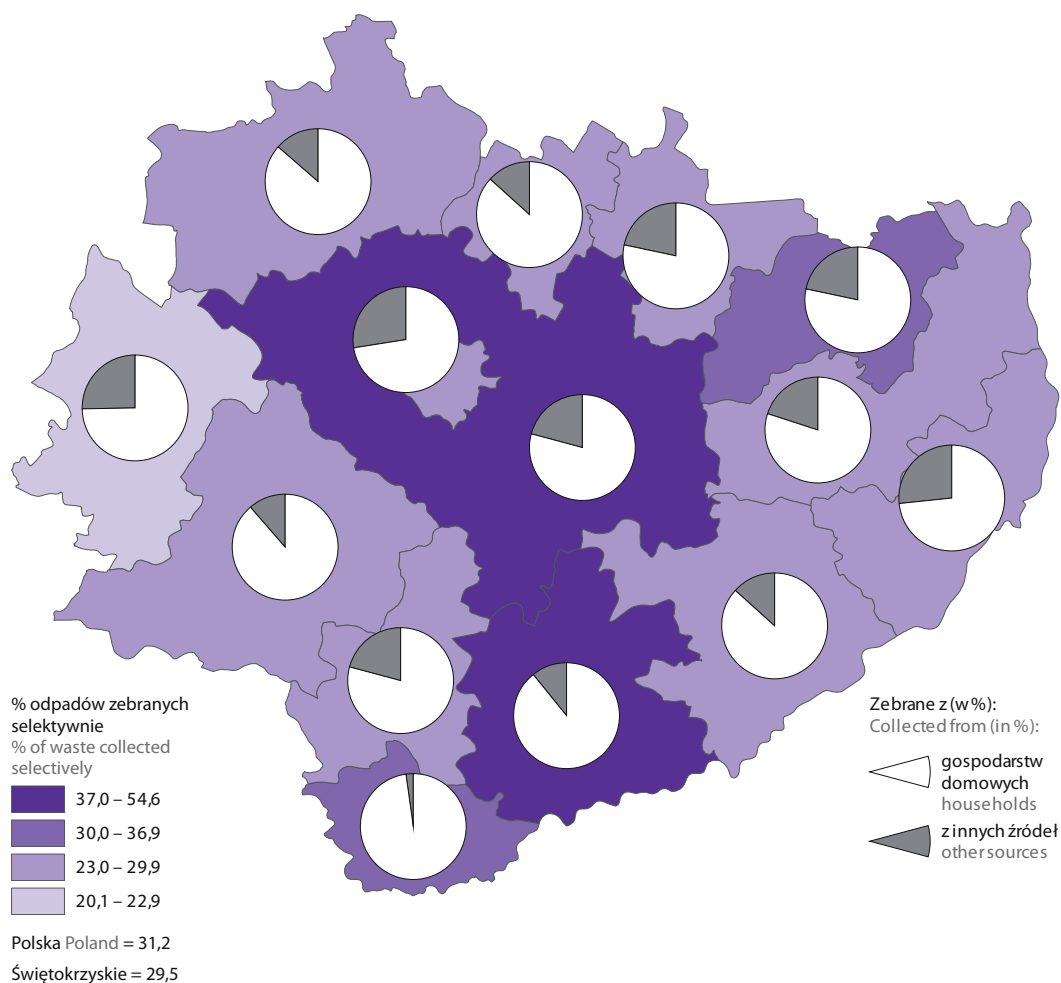 % odpadów zebranych
selektywnie
% of waste collected
selectively
37,0 – 54,6
30,0 – 36,9
23,0 – 29,9
20,1 – 22,9
Polska Poland = 31,2
Świętokrzyskie = 29,5
Zebrane z (w %):
Collected from (in %):
gospodarstw
domowych
households
z innych źródeł
other sources